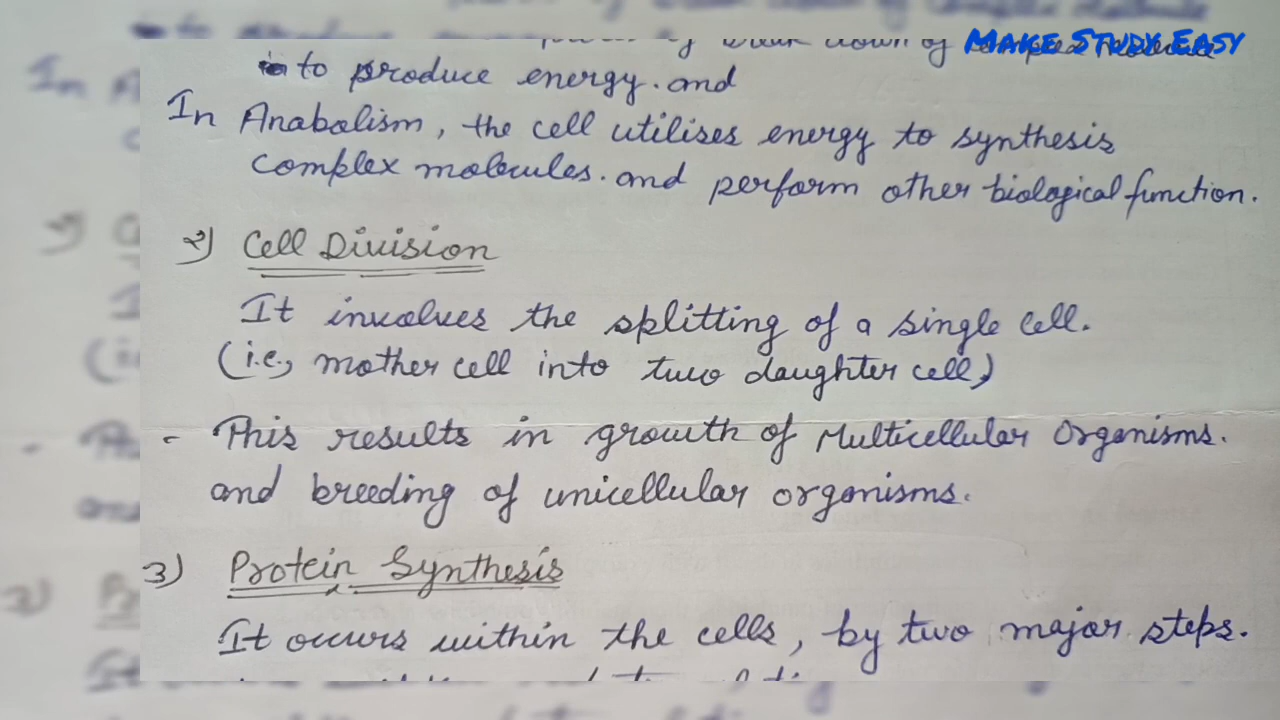 MAKE STUDY EASY
break down of
to produce energy. and
In Anabolism, the cell utilises energy to synthesis
complex molecules. and perform other biological function.
2) Cell Division
It involves the splitting of a single cell.
(i.e., mother cell into two daughter cell)
- This results in growth of Multicellular Organisms.
and breeding of unicellular organisms.
3) Protein Synthesis
It occurs within the cells, by two major steps.